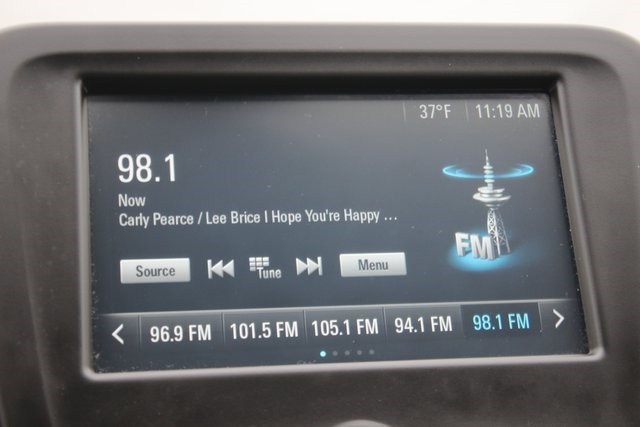 37°F 11:19 AM
98.1
Now
Carly Pearce / Lee Brice I Hope You're Happy ...
FM
Source Tune Menu
96.9 FM 101.5 FM 105.1 FM 94.1 FM 98.1 FM